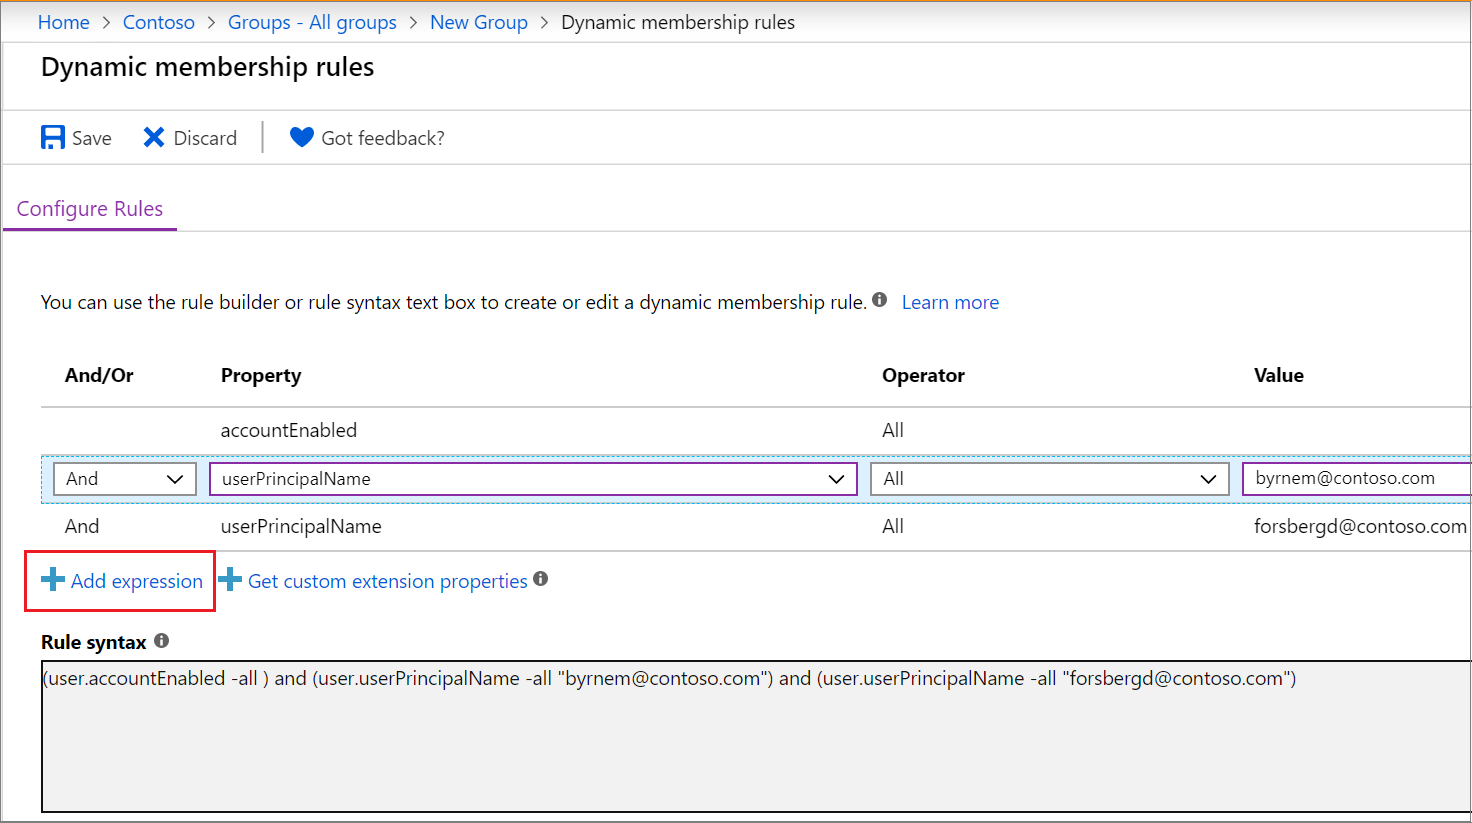 Home > Contoso > Groups - All groups > New Group > Dynamic membership rules
Dynamic membership rules
Save Discard Got feedback?
Configure Rules
You can use the rule builder or rule syntax text box to create or edit a dynamic membership rule. Learn more
And/Or Property Operator Value
accountEnabled All
And userPrincipalName All byrnem@contoso.com
And userPrincipalName All forsbergd@contoso.com
Add expression Get custom extension properties
Rule syntax
(user.accountEnabled -all ) and (user.userPrincipalName -all "byrnem@contoso.com") and (user.userPrincipalName -all "forsbergd@contoso.com")